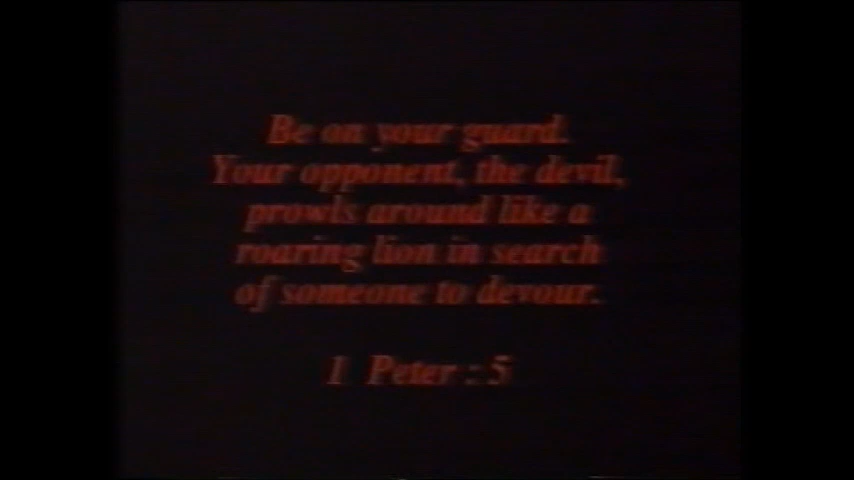 Be on your guard.
Your opponent, the devil,
prowls around like a
roaring lion in search
of someone to devour.
1 Peter : 5